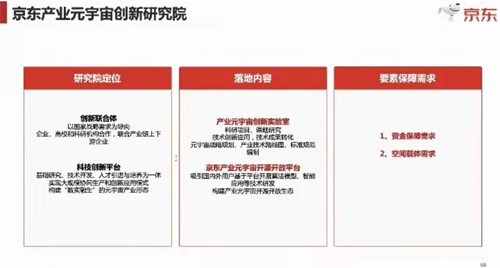 京东产业元宇宙创新研究院
京东
研究院定位
创新联合体
以国家战略需求为导向
企业、高校和科研机构合作，联合产业链上下
游企业
科技创新平台
基础研究、技术开发、人才引进与培养为一体
实现大规模协同生产和创新应用模式
构建“数实融生”的元宇宙产业形态
落地内容
产业元宇宙创新实验室
科研项目、课题研究
技术创新应用，技术成果转化
元宇宙战略规划、产业技术路线图、标准规范
编制
京东产业元宇宙开源开放平台
吸引国内外用户基于平台开展算法模型、智能
应用等技术研发
构建产业元宇宙开源开放生态
要素保障需求
1、资金保障需求
2、空间载体需求